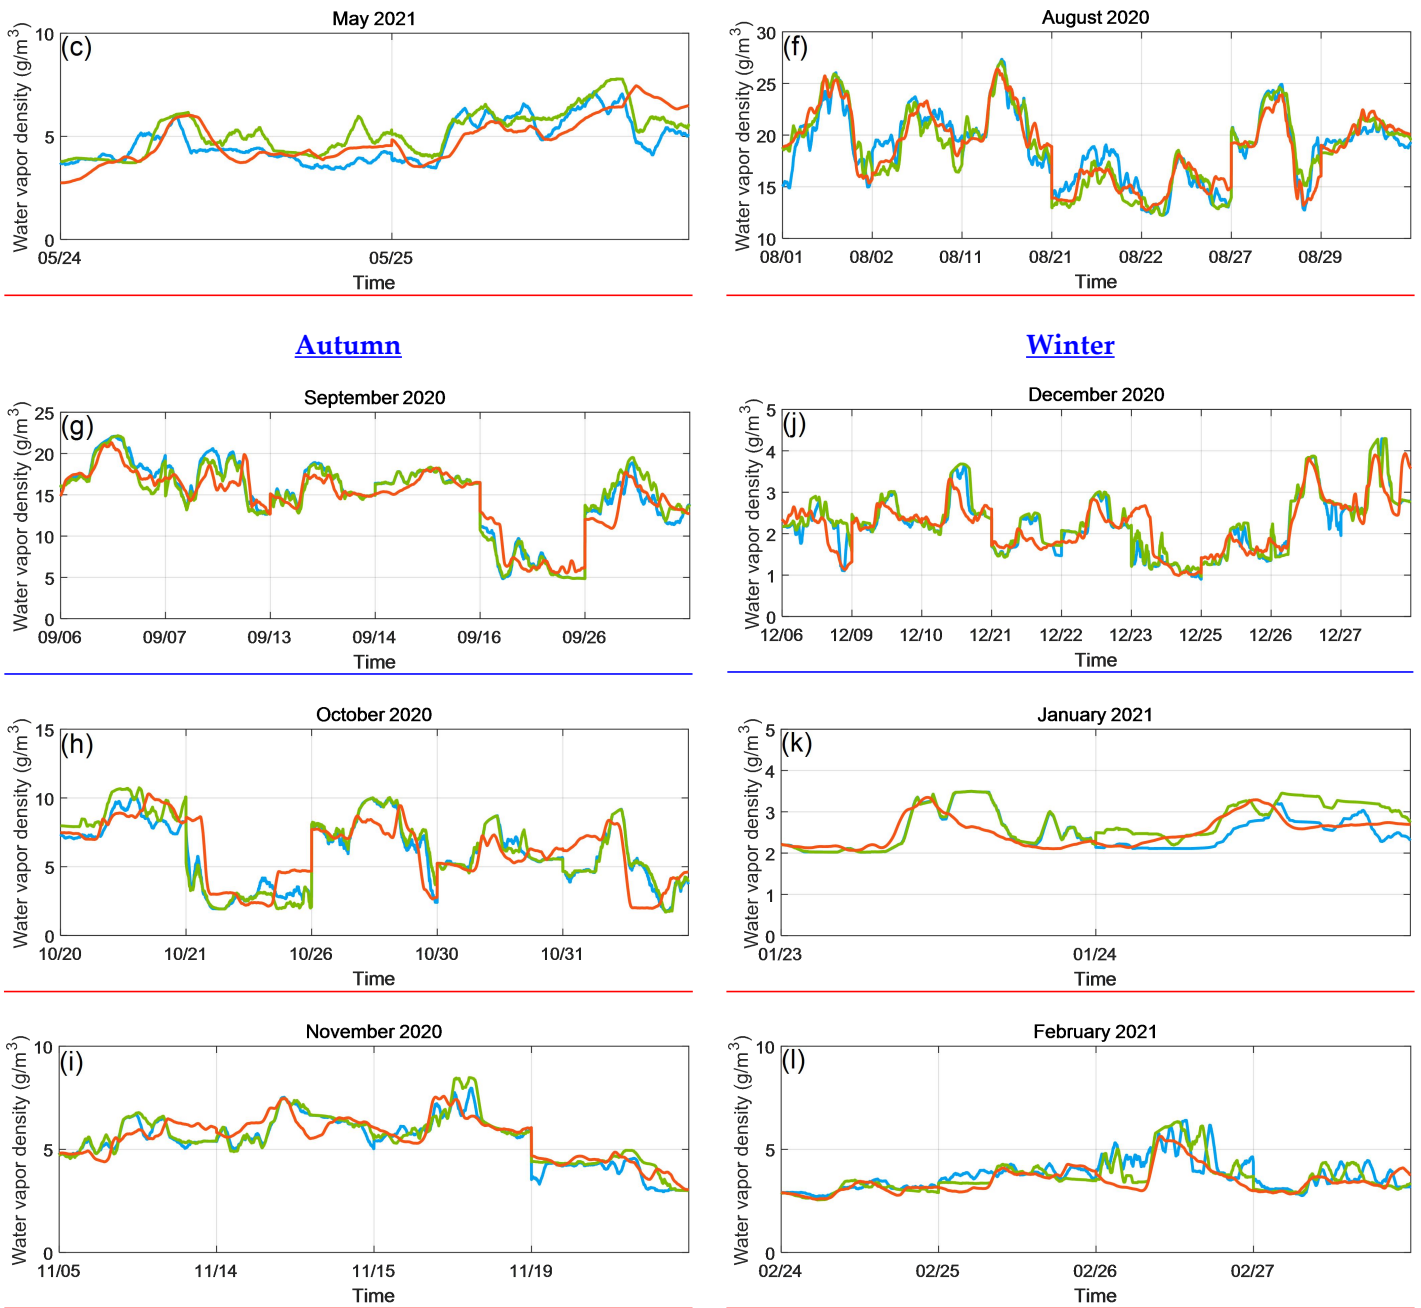 May 2021
(c)
Water vapor density (g/m³)
10
5
0
05/24 05/25
Time
August 2020
(f)
Water vapor density (g/m³)
30
25
20
15
10
08/01 08/02 08/11 08/21 08/22 08/27 08/29
Time
Autumn
Winter
September 2020
(g)
Water vapor density (g/m³)
25
20
15
10
5
0
09/06 09/07 09/13 09/14 09/16 09/26
Time
December 2020
(j)
Water vapor density (g/m³)
5
4
3
2
1
0
12/06 12/09 12/10 12/21 12/22 12/23 12/25 12/26 12/27
Time
October 2020
(h)
Water vapor density (g/m³)
15
10
5
0
10/20 10/21 10/26 10/30 10/31
Time
January 2021
(k)
Water vapor density (g/m³)
5
4
3
2
1
0
01/23 01/24
Time
November 2020
(i)
Water vapor density (g/m³)
10
5
0
11/05 11/14 11/15 11/19
Time
February 2021
(l)
Water vapor density (g/m³)
10
5
0
02/24 02/25 02/26 02/27
Time